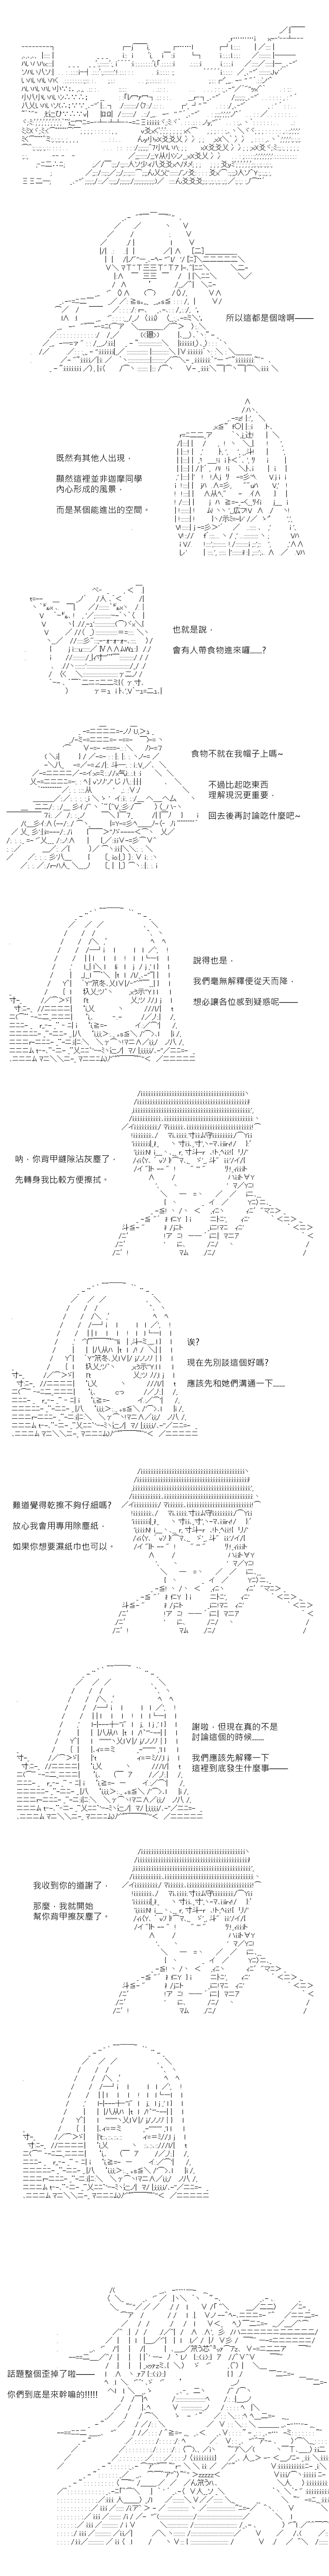 所以這都是個啥啊——
既然有其他人出現，
顯然這裡並非迦摩同學
內心形成的風景，
而是某個能進出的空間。
也就是說，
會有人帶食物進來囉……？
食物不就在我帽子上嗎~
不過比起吃東西
理解現況更重要，
回去後再討論吃什麼吧~
說得也是，
我們毫無解釋便從天而降，
想必讓各位感到疑惑呢——
吶，你背甲縫隙沾灰塵了，
先轉身我比較方便擦拭。
诶？
現在先別談這個好嗎？
應該先和她們溝通一下……
難道覺得乾擦不夠仔細嗎？
放心我會用專用除塵紙，
如果你想要濕紙巾也可以。
謝啦，但現在真的不是
討論這個的時候……
我們應該先解釋一下
這裡到底發生什麼事——
我收到你的道謝了，
那麼，我就開始
幫你背甲擦灰塵了。
話題整個歪掉了啦——
你們到底是來幹嘛的!!!!!